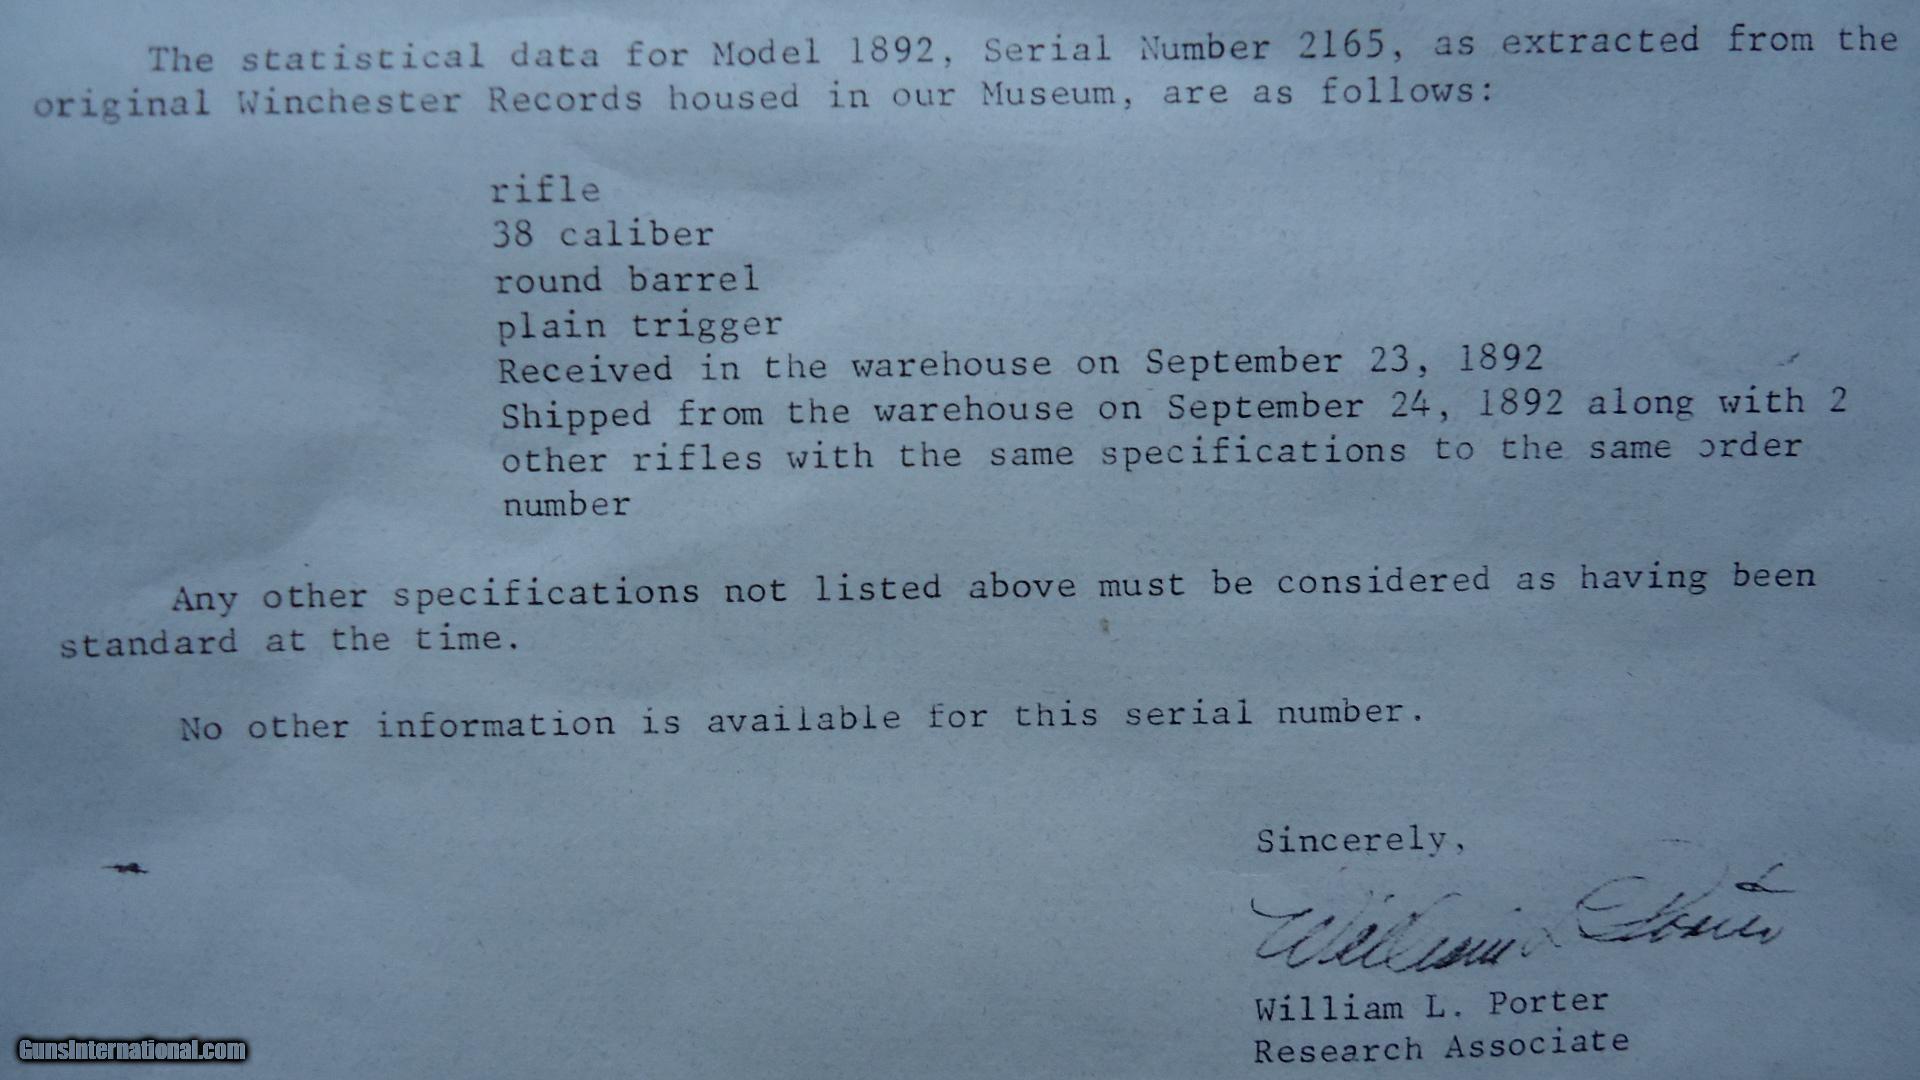 The statistical data for Model 1892, Serial Number 2165, as extracted from the
original Winchester Records housed in our Museum, are as follows:
rifle
38 caliber
round barrel
plain trigger
Received in the warehouse on September 23, 1892
Shipped from the warehouse on September 24, 1892 along with 2
other rifles with the same specifications to the same order
number
Any other specifications not listed above must be considered as having been
standard at the time.
No other information is available for this serial number.
Sincerely,
William L Porter
William L. Porter
Research Associate
GunsInternational.com